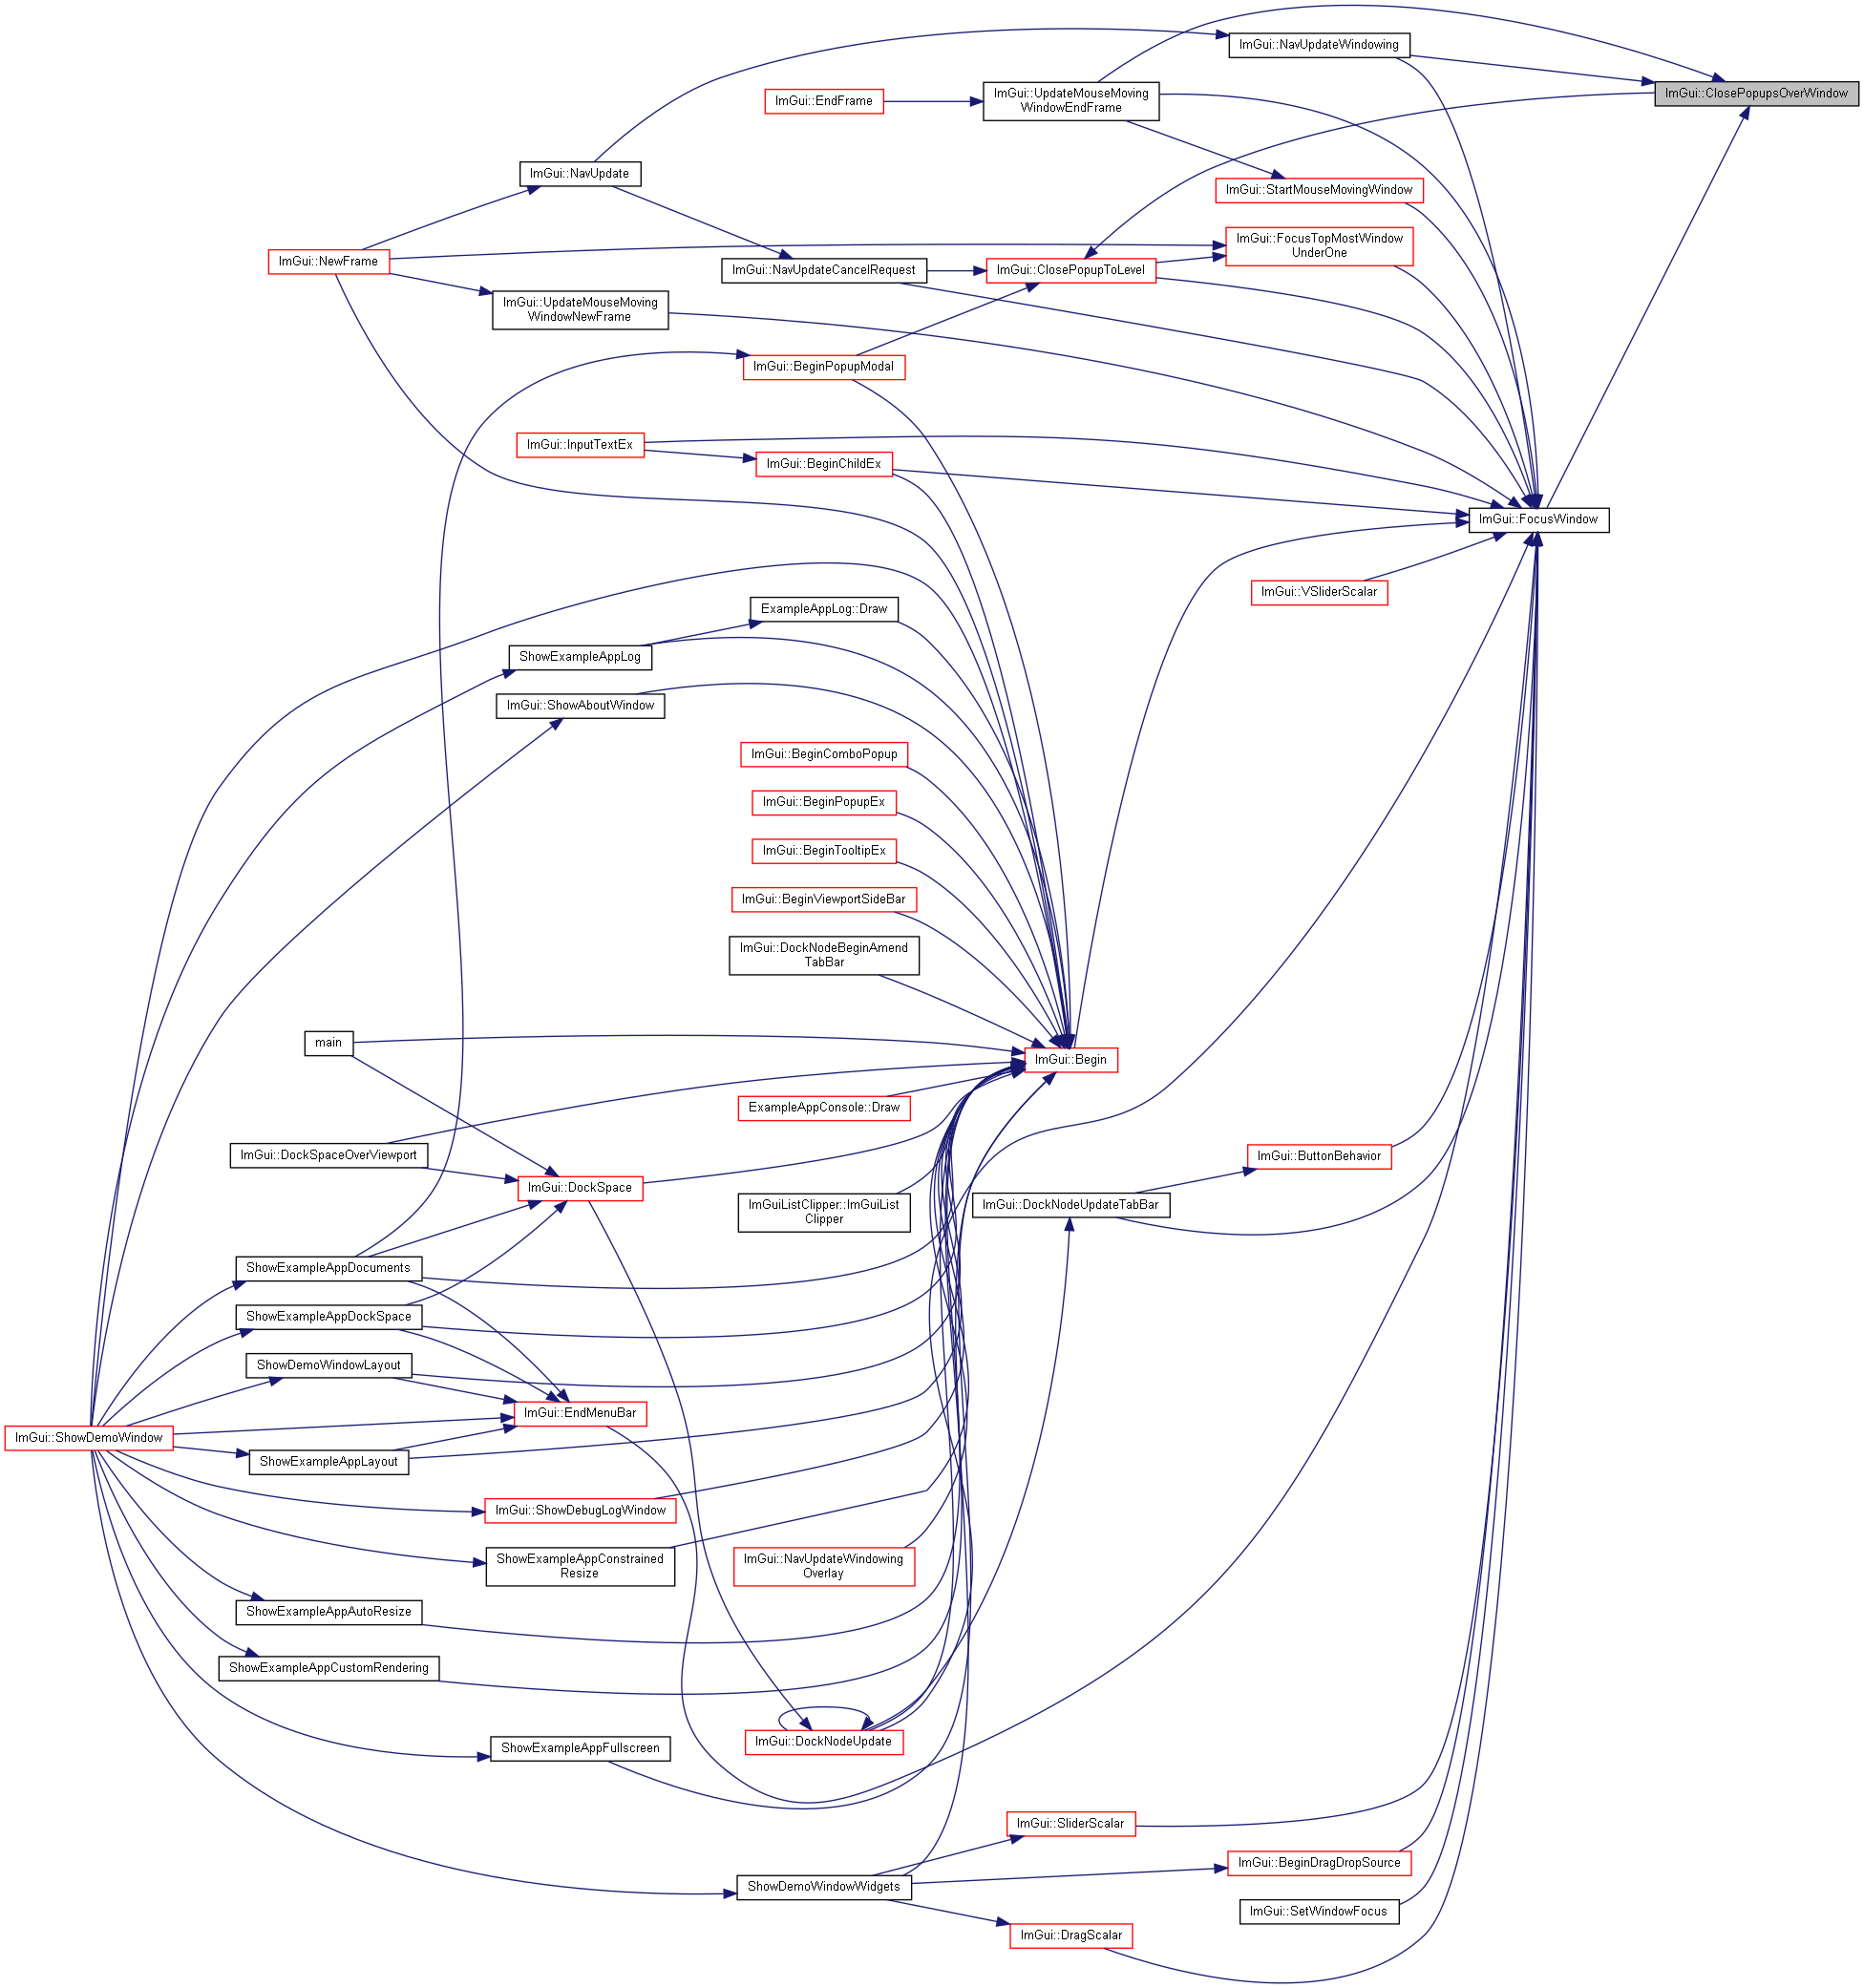 ImGui::NavUpdateWindowing
ImGui::ClosePopupsOverWindow
ImGui::EndFrame
ImGui::UpdateMouseMoving
WindowEndFrame
ImGui::NavUpdate
ImGui::StartMouseMovingWindow
ImGui::FocusTopMostWindow
UnderOne
ImGui::NewFrame
ImGui::NavUpdateCancelRequest
ImGui::ClosePopupToLevel
ImGui::UpdateMouseMoving
WindowNewFrame
ImGui::BeginPopupModal
ImGui::InputTextEx
ImGui::BeginChildEx
ImGui::FocusWindow
ImGui::VSliderScalar
ExampleAppLog::Draw
ShowExampleAppLog
ImGui::ShowAboutWindow
ImGui::BeginComboPopup
ImGui::BeginPopupEx
ImGui::BeginTooltipEx
ImGui::BeginViewportSideBar
ImGui::DockNodeBeginAmend
TabBar
main
ImGui::Begin
ExampleAppConsole::Draw
ImGui::DockSpaceOverViewport
ImGui::ButtonBehavior
ImGui::DockSpace
ImGuiListClipper::ImGuiList
Clipper
ImGui::DockNodeUpdateTabBar
ShowExampleAppDocuments
ShowExampleAppDockSpace
ShowDemoWindowLayout
ImGui::EndMenuBar
ImGui::ShowDemoWindow
ShowExampleAppLayout
ImGui::ShowDebugLogWindow
ShowExampleAppConstrained
Resize
ImGui::NavUpdateWindowing
Overlay
ShowExampleAppAutoResize
ShowExampleAppCustomRendering
ImGui::DockNodeUpdate
ShowExampleAppFullscreen
ImGui::SliderScalar
ImGui::BeginDragDropSource
ShowDemoWindowWidgets
ImGui::SetWindowFocus
ImGui::DragScalar